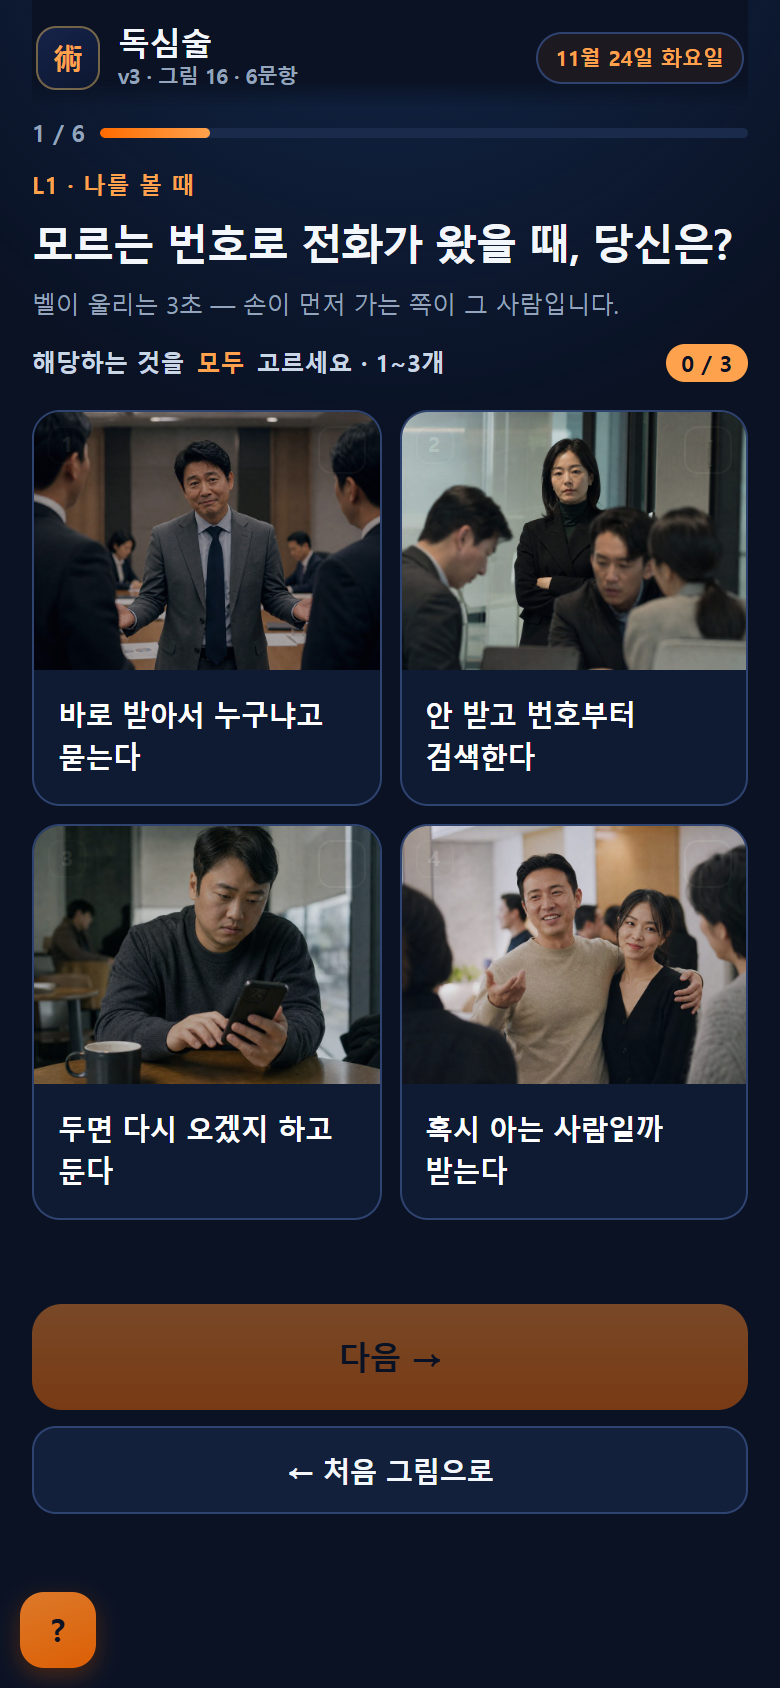 術
독심술
v3 · 그림 16 · 6문항
11월 24일 화요일
1 / 6
L1 · 나를 볼 때
모르는 번호로 전화가 왔을 때, 당신은?
벨이 울리는 3초 — 손이 먼저 가는 쪽이 그 사람입니다.
해당하는 것을 모두 고르세요 · 1~3개
0 / 3
1
2
바로 받아서 누구냐고
묻는다
안 받고 번호부터
검색한다
3
4
두면 다시 오겠지 하고
둔다
혹시 아는 사람일까
받는다
다음 →
← 처음 그림으로
?